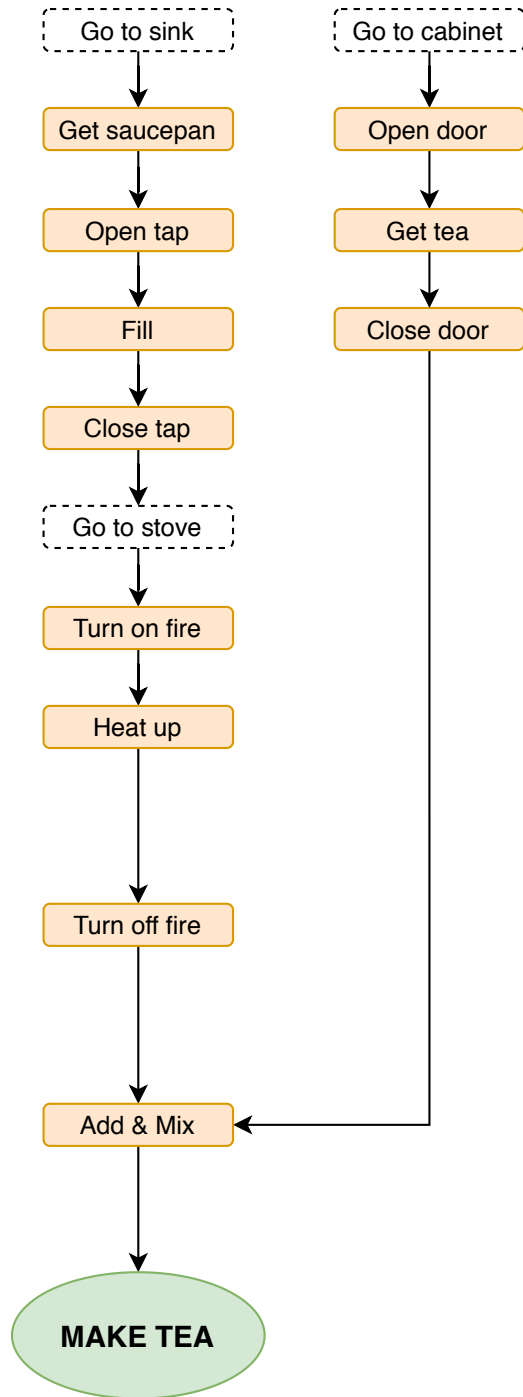 Go to sink
Go to cabinet
Get saucepan
Open door
Open tap
Get tea
Fill
Close door
Close tap
Go to stove
Turn on fire
Heat up
Turn off fire
Add & Mix
MAKE TEA